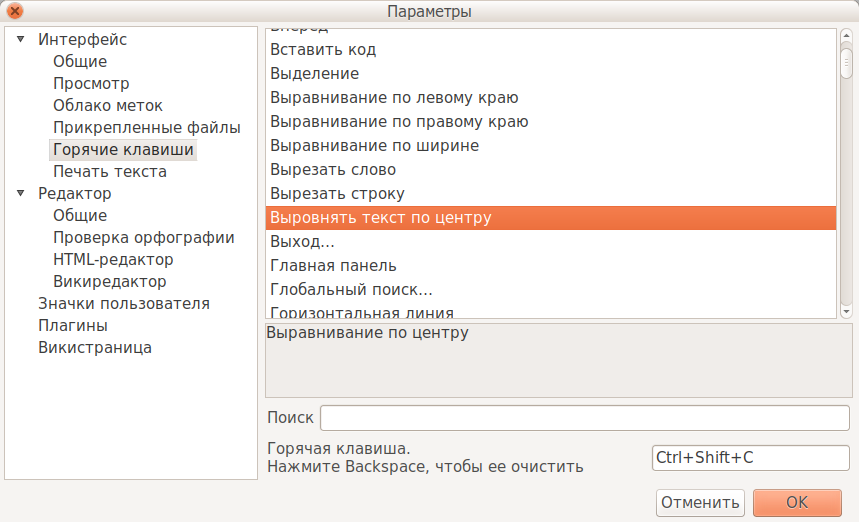 Параметры
Интерфейс
Общие
Просмотр
Облако меток
Прикрепленные файлы
Горячие клавиши
Печать текста
Редактор
Общие
Проверка орфографии
HTML-редактор
Викиредактор
Значки пользователя
Плагины
Викистраница
Вперед
Вставить код
Выделение
Выравнивание по левому краю
Выравнивание по правому краю
Выравнивание по ширине
Вырезать слово
Вырезать строку
Выровнять текст по центру
Выход...
Главная панель
Глобальный поиск...
Горизонтальная линия
Выравнивание по центру
Поиск
Горячая клавиша.
Нажмите Backspace, чтобы ее очистить
Ctrl+Shift+C
Отменить
OK